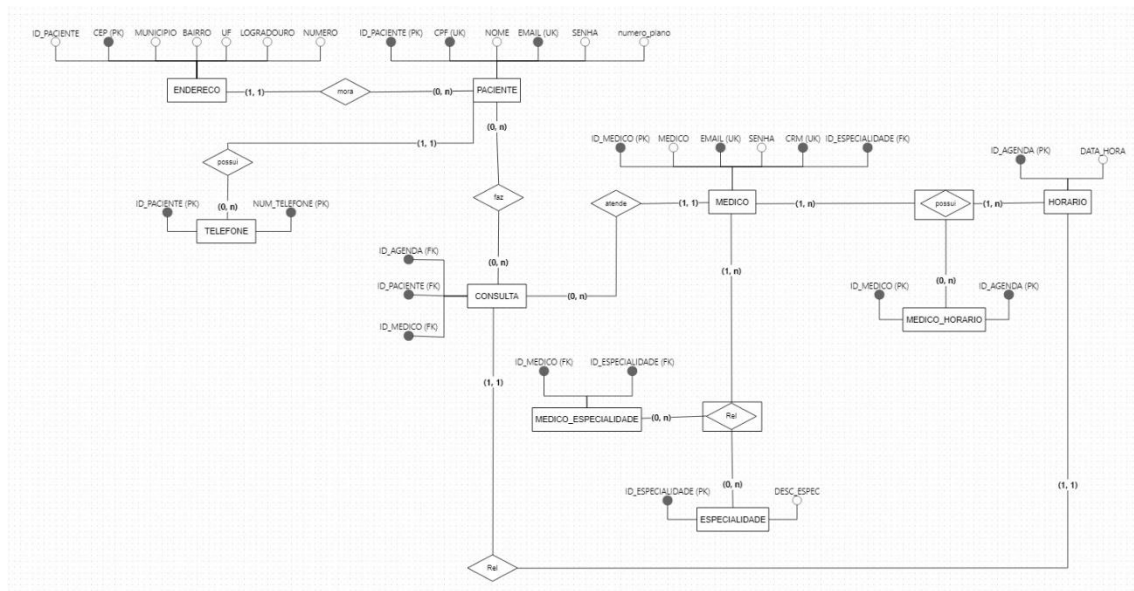 ID_PACIENTE CEP (PK) MUNICIPIO BAIRRO UF LOGRADOURO NUMERO
ID_PACIENTE (PK) CPF (UK) NOME EMAIL (UK) SENHA numero_plano
ENDERECO (1, 1) mora (0, n) PACIENTE
(1, 1)
(0, n)
possui
ID_MEDICO (PK) MEDICO EMAIL (UK) SENHA CRM (UK) ID_ESPECIALIDADE (FK)
ID_AGENDA (PK) DATA_HORA
(0, n)
ID_PACIENTE (PK) NUM_TELEFONE (PK)
TELEFONE
faz
atende (1, 1) MEDICO (1, n) possui (1, n) HORARIO
ID_AGENDA (FK)
(0, n)
ID_PACIENTE (FK)
CONSULTA (0, n)
ID_MEDICO (FK)
(1, n)
(0, n)
ID_MEDICO (PK) ID_AGENDA (PK)
MEDICO_HORARIO
(1, 1)
ID_MEDICO (FK) ID_ESPECIALIDADE (FK)
MEDICO_ESPECIALIDADE (0, n) Rel
(0, n)
(1, 1)
ID_ESPECIALIDADE (PK) DESC_ESPEC
ESPECIALIDADE
Rel